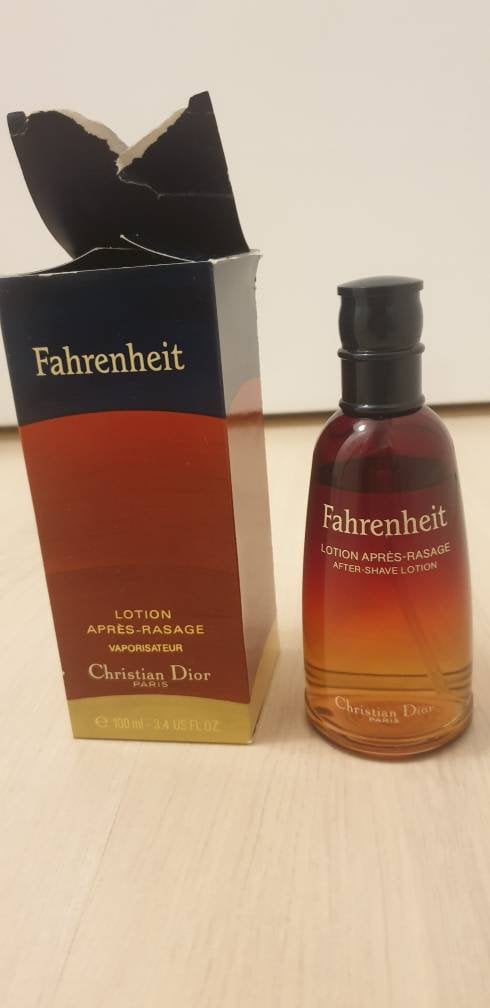 Fahrenheit
LOTION
APRÈS-RASAGE
VAPORISATEUR
Christian Dior
PARIS
℮ 100 ml - 3.4 US FL OZ
Fahrenheit
LOTION APRÈS-RASAGE
AFTER-SHAVE LOTION
Christian Dior
PARIS